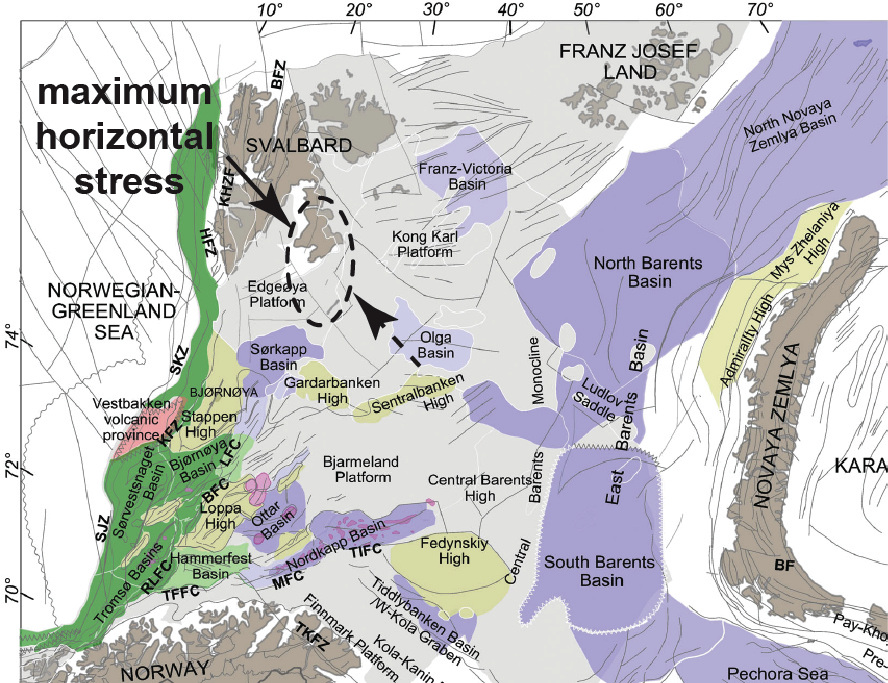 10°
20°
30°
40°
50°
60°
70°
FRANZ JOSEF
LAND
maximum
horizontal
stress
BFZ
SVALBARD
KHZF
HFZ
North Novaya
Zemlya Basin
Franz-Victoria
Basin
Kong Karl
Platform
North Barents
Basin
Mys Zhelaniya
High
NORWEGIAN-
GREENLAND
SEA
Edgeøya
Platform
74°
SKZ
Sørkapp
Basin
Olga
Basin
Admirality High
Gardarbanken
High
Sentralbanken
High
Monocline
Ludlov
Saddle
Basin
Barents
East
NOVAYA ZEMLYA
BJØRNØYA
Vestbakken
volcanic
province
KFZ
Stappen
High
72°
Bjørnøya
Basin
LFC
Bjarmeland
Platform
Central Barents
High
Barents
Central
KARA
Sørvestsnaget
Basin
BFC
Loppa
High
Ottar
Basin
SJZ
Nordkapp Basin
TIFC
Fedynskiy
High
South Barents
Basin
BF
Hammerfest
Basin
Tromsø Basins
RLFC
TFFC
MFC
70°
Tiddlybanken Basin
/W-Kola Graben
Finnmark Platform
TKFZ
Kola-Kanin
NORWAY
Pay-Kho
Pre-
Pechora Sea